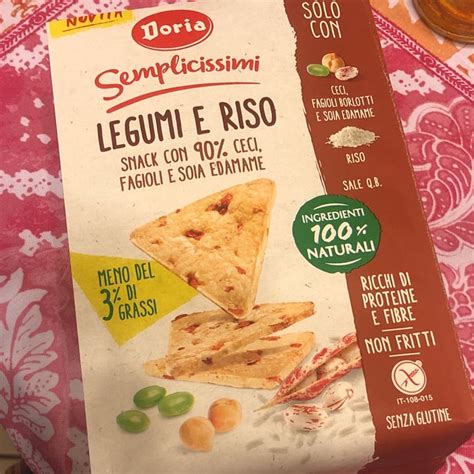 NOVITÀ
Doria
Semplicissimi
LEGUMI E RISO
SNACK CON 90% CECI,
FAGIOLI E SOIA EDAMAME
MENO DEL
3% DI
GRASSI
SOLO
CON
CECI,
FAGIOLI BORLOTTI
E SOIA EDAMAME
RISO
SALE Q.B.
INGREDIENTI
100%
NATURALI
RICCHI DI
PROTEINE
E FIBRE
NON FRITTI
IT-108-015
SENZA GLUTINE